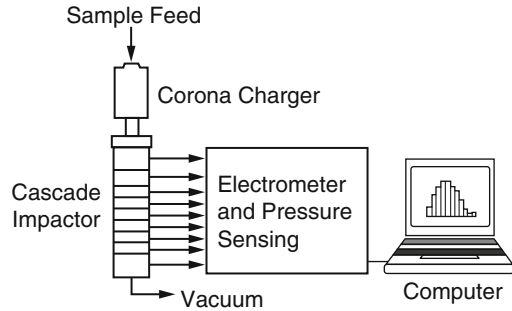 Sample Feed
Corona Charger
Cascade
Impactor
Electrometer
and Pressure
Sensing
Vacuum
Computer